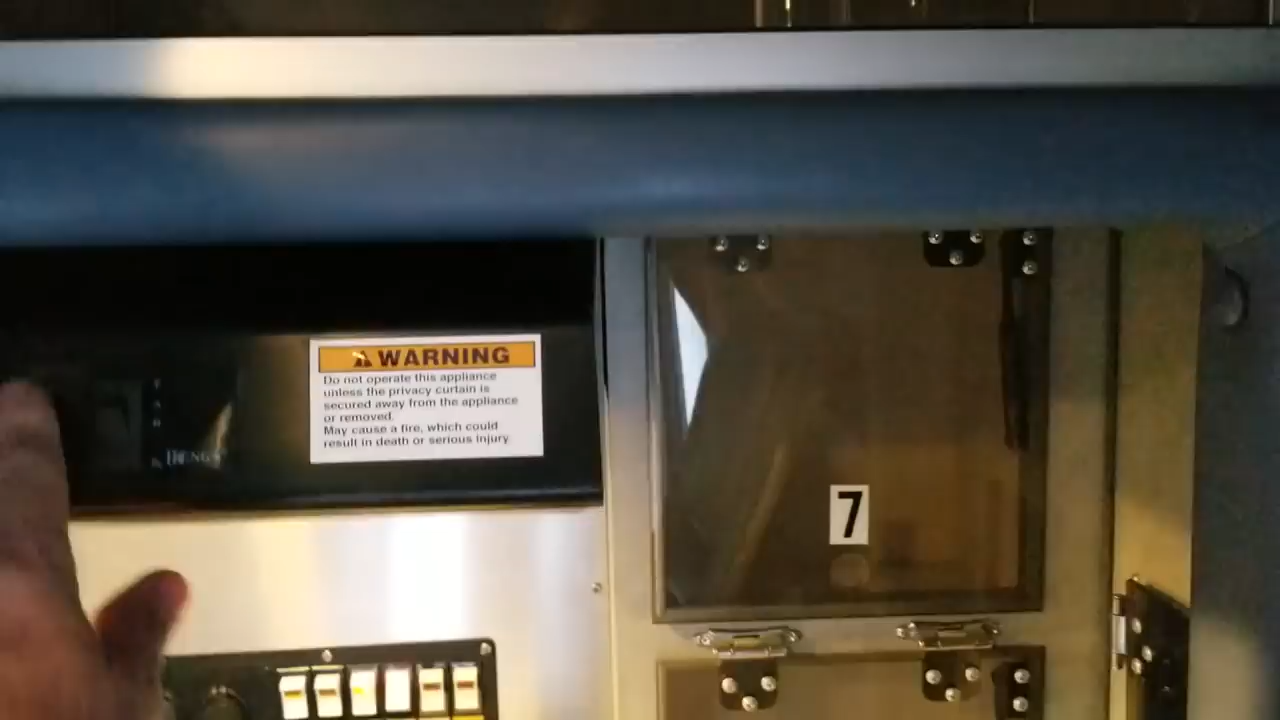 WARNING
Do not operate this appliance
unless the privacy curtain is
secured away from the appliance
or removed.
May cause a fire, which could
result in death or serious injury
7